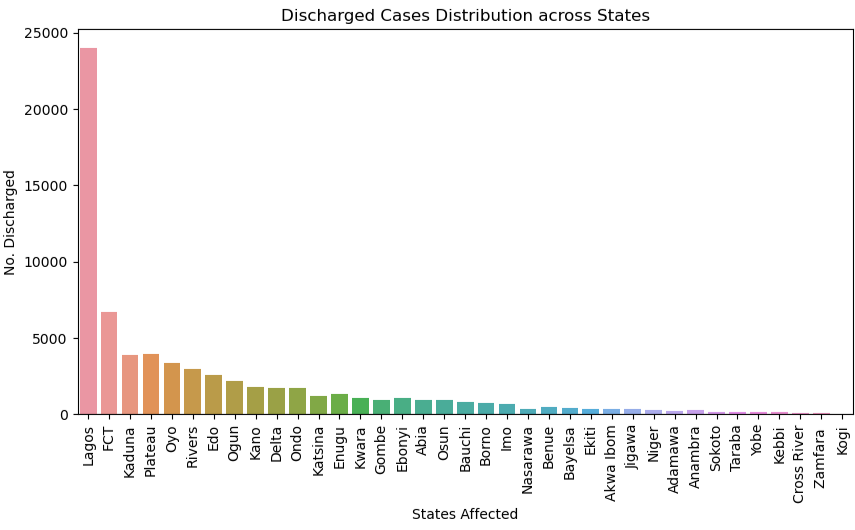 Discharged Cases Distribution across States
25000
20000
15000
10000
5000
0
No. Discharged
Lagos
FCT
Kaduna
Plateau
Oyo
Rivers
Edo
Ogun
Kano
Delta
Ondo
Katsina
Enugu
Kwara
Gombe
Ebonyi
Abia
Osun
Bauchi
Borno
Imo
Nasarawa
Benue
Bayelsa
Ekiti
Akwa Ibom
Jigawa
Niger
Adamawa
Anambra
Sokoto
Taraba
Yobe
Kebbi
Cross River
Zamfara
Kogi
States Affected